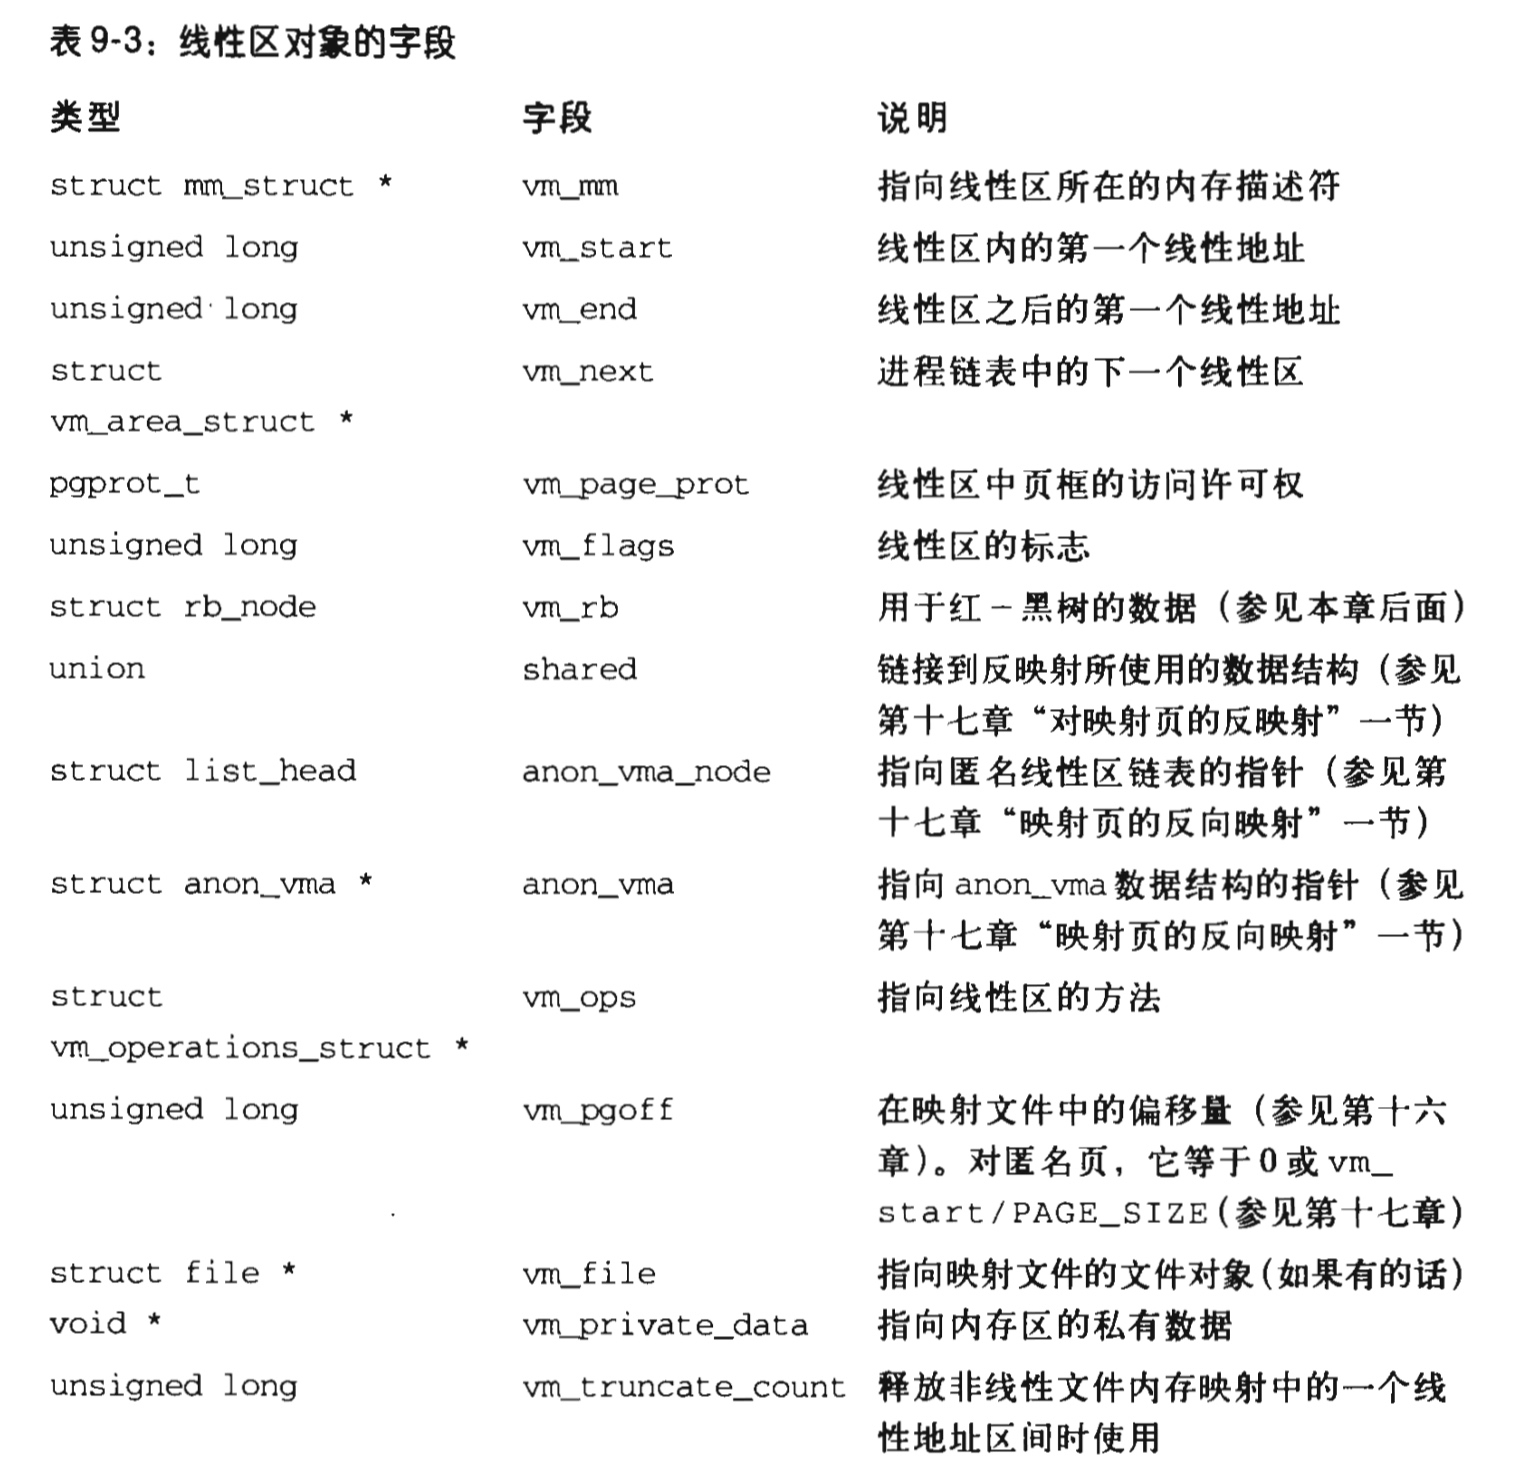 表9-3：线性区对象的字段
类型 字段 说明
struct mm_struct * vm_mm 指向线性区所在的内存描述符
unsigned long vm_start 线性区内的第一个线性地址
unsigned long vm_end 线性区之后的第一个线性地址
struct vm_next 进程链表中的下一个线性区
vm_area_struct *
pgprot_t vm_page_prot 线性区中页框的访问许可权
unsigned long vm_flags 线性区的标志
struct rb_node vm_rb 用于红－黑树的数据（参见本章后面）
union shared 链接到反映射所使用的数据结构（参见
第十七章“对映射页的反映射”一节）
struct list_head anon_vma_node 指向匿名线性区链表的指针（参见第
十七章“映射页的反向映射”一节）
struct anon_vma * anon_vma 指向anon_vma数据结构的指针（参见
第十七章“映射页的反向映射”一节）
struct vm_ops 指向线性区的方法
vm_operations_struct *
unsigned long vm_pgoff 在映射文件中的偏移量（参见第十六
章）。对匿名页，它等于0或vm_
start/PAGE_SIZE(参见第十七章)
struct file * vm_file 指向映射文件的文件对象(如果有的话)
void * vm_private_data 指向内存区的私有数据
unsigned long vm_truncate_count 释放非线性文件内存映射中的一个线
性地址区间时使用